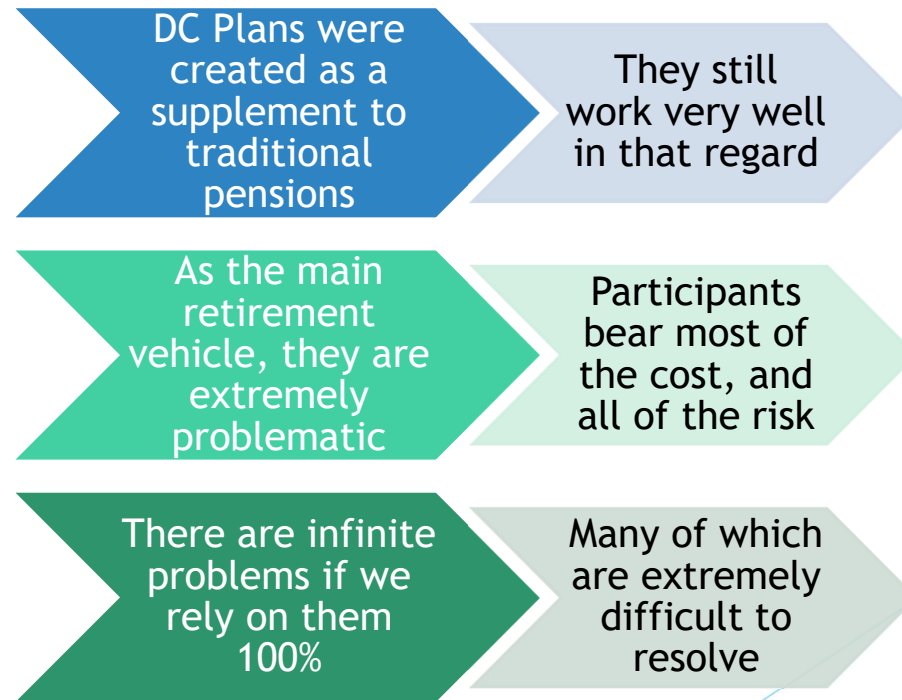 DC Plans were
created as a
supplement to
traditional
pensions
They still
work very well
in that regard
As the main
retirement
vehicle, they are
extremely
problematic
Participants
bear most of
the cost, and
all of the risk
There are infinite
problems if we
rely on them
100%
Many of which
are extremely
difficult to
resolve